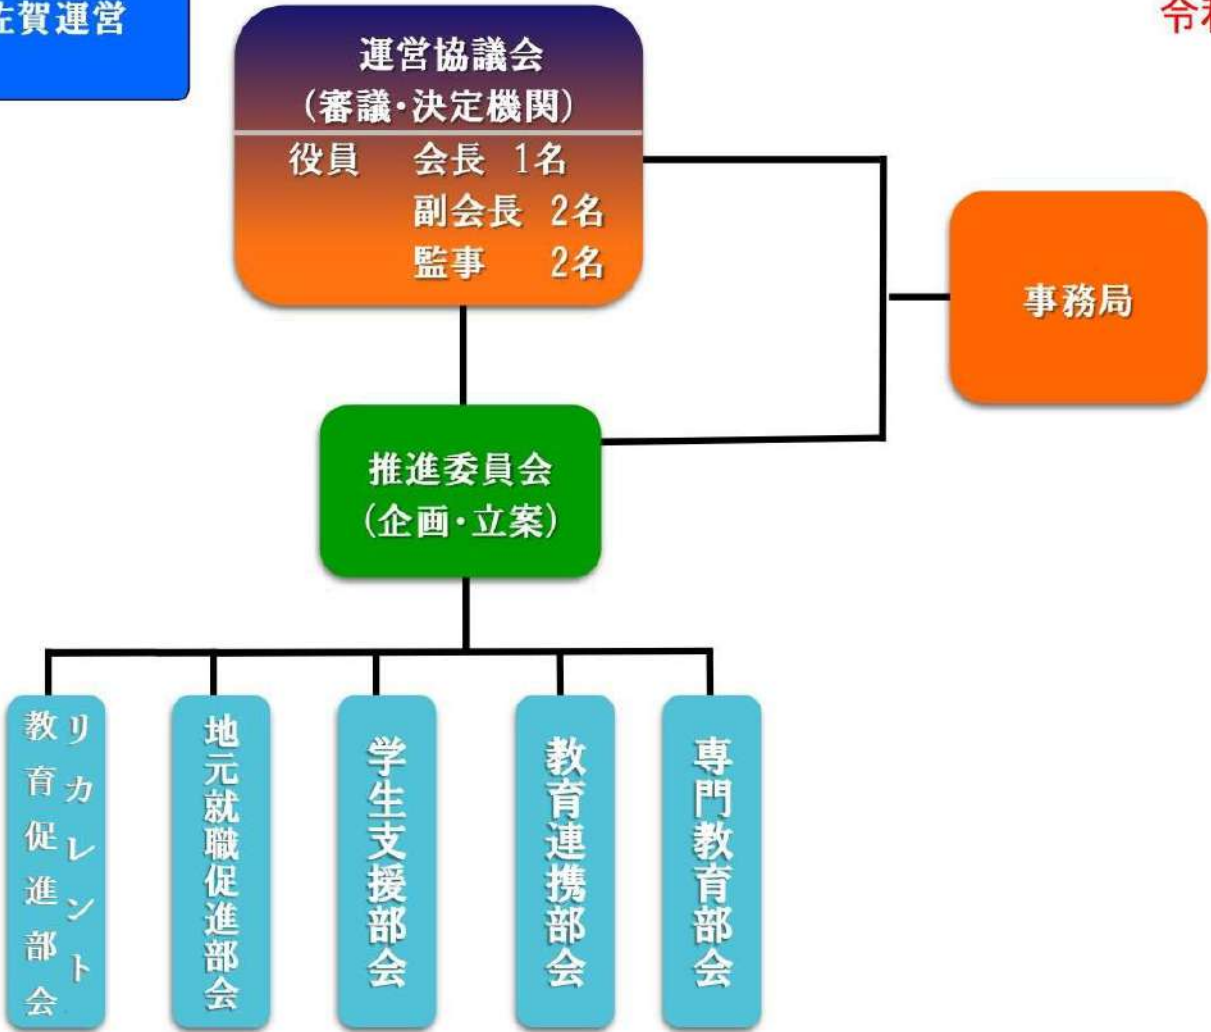 佐賀運営
令和
運営協議会
（審議・決定機関）
役員 会長 1名
副会長 2名
監事 2名
事務局
推進委員会
（企画・立案）
リカレント教育促進部会
地元就職促進部会
学生支援部会
教育連携部会
専門教育部会